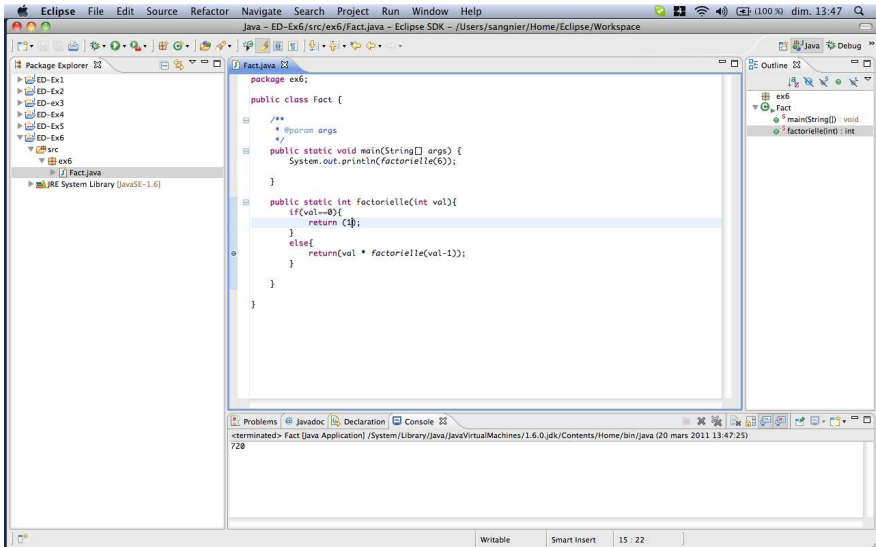 Eclipse File Edit Source Refactor Navigate Search Project Run Window Help (100 %) dim. 13:47
Java – ED-Ex6/src/ex6/Fact.java – Eclipse SDK – /Users/sangnier/Home/Eclipse/Workspace
Java Debug
Package Explorer
ED-Ex1
ED-Ex2
ED-ex3
ED-Ex4
ED-Ex5
ED-Ex6
src
ex6
Fact.java
JRE System Library [JavaSE-1.6]
Fact.java
package ex6;
public class Fact {
/**
* @param args
*/
public static void main(String[] args) {
System.out.println(factorielle(6));
}
public static int factorielle(int val){
if(val==0){
return (1);
}
else{
return(val * factorielle(val-1));
}
}
}
Outline
ex6
Fact
main(String[]) : void
factorielle(int) : int
Problems @ Javadoc Declaration Console
<terminated> Fact [Java Application] /System/Library/Java/JavaVirtualMachines/1.6.0.jdk/Contents/Home/bin/java (20 mars 2011 13:47:25)
720
Writable Smart Insert 15 : 22